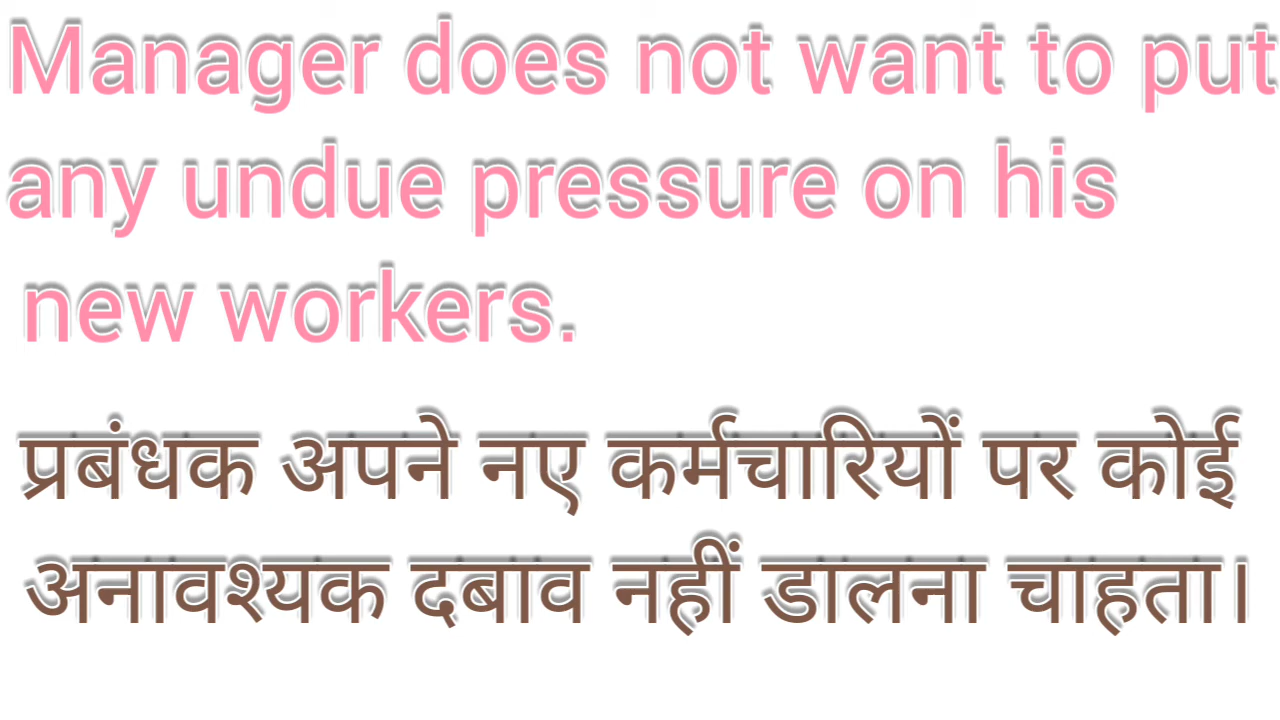 Manager does not want to put
any undue pressure on his
new workers.
प्रबंधक अपने नए कर्मचारियों पर कोई
अनावश्यक दबाव नहीं डालना चाहता।